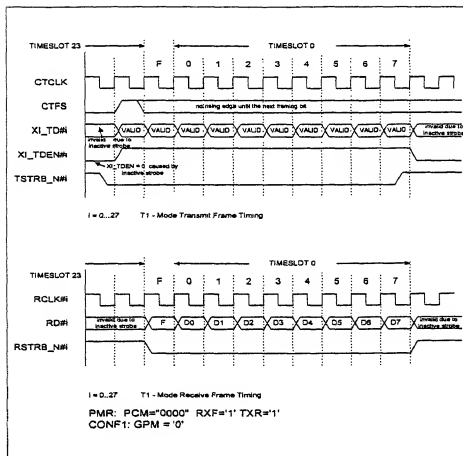 TIMESLOT 23 TIMESLOT 0
F 0 1 2 3 4 5 6 7
CTCLK
CTFS no rising edge until the next framing bit
XI_TD#i VALID VALID VALID VALID VALID VALID VALID VALID VALID VALID invalid due to inactive strobe
invalid due to inactive strobe
XI_TDEN#i
XI_TDEN = 0 caused by inactive strobe
TSTRB_N#i
i = 0...27 T1 - Mode Transmit Frame Timing
TIMESLOT 0
TIMESLOT 23 F 0 1 2 3 4 5 6 7
RCLK#i
RD#i invalid due to inactive strobe F D0 D1 D2 D3 D4 D5 D6 D7 invalid due to inactive strobe
RSTRB_N#i
i = 0...27 T1 - Mode Receive Frame Timing
PMR: PCM="0000" RXF='1' TXR='1'
CONF1: GPM = '0'